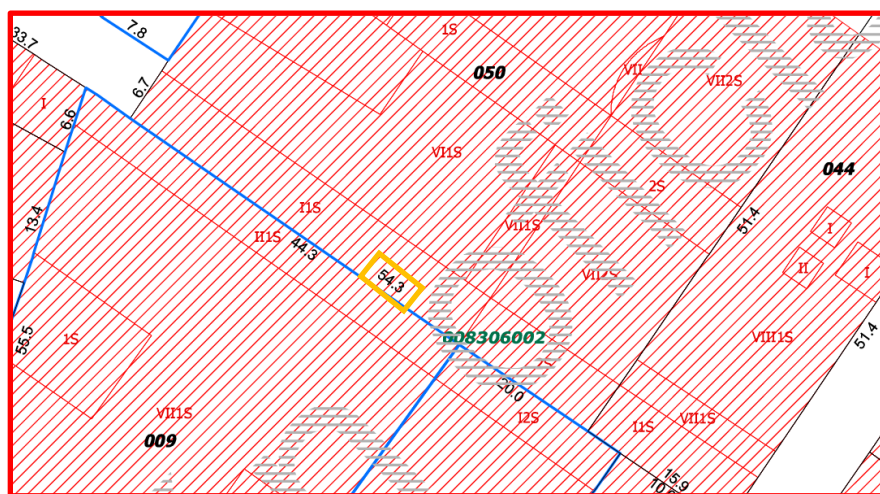 7.8
1S
33.7
050
VII
VII2S
6.7
I
6.6
VI1S
044
2S
I1S
13.4
51.4
VII1S
I
II1S
44.3
II
I
54.3
VII2S
55.5
1S
808306002
VIII1S
51.4
20.0
VII1S
I2S
I1S
VII1S
009
15.9